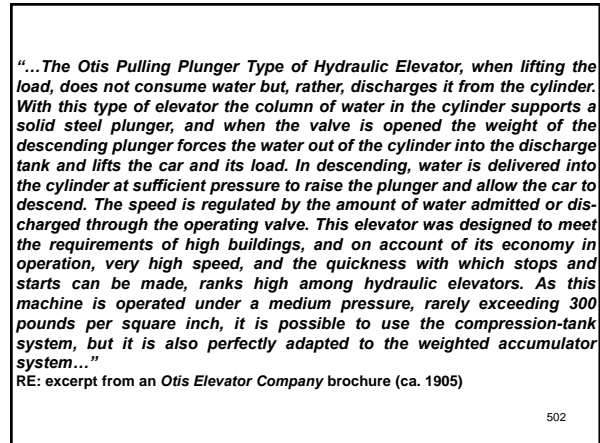 “…The Otis Pulling Plunger Type of Hydraulic Elevator, when lifting the
load, does not consume water but, rather, discharges it from the cylinder.
With this type of elevator the column of water in the cylinder supports a
solid steel plunger, and when the valve is opened the weight of the
descending plunger forces the water out of the cylinder into the discharge
tank and lifts the car and its load. In descending, water is delivered into
the cylinder at sufficient pressure to raise the plunger and allow the car to
descend. The speed is regulated by the amount of water admitted or dis-
charged through the operating valve. This elevator was designed to meet
the requirements of high buildings, and on account of its economy in
operation, very high speed, and the quickness with which stops and
starts can be made, ranks high among hydraulic elevators. As this
machine is operated under a medium pressure, rarely exceeding 300
pounds per square inch, it is possible to use the compression-tank
system, but it is also perfectly adapted to the weighted accumulator
system…”
RE: excerpt from an Otis Elevator Company brochure (ca. 1905)
502